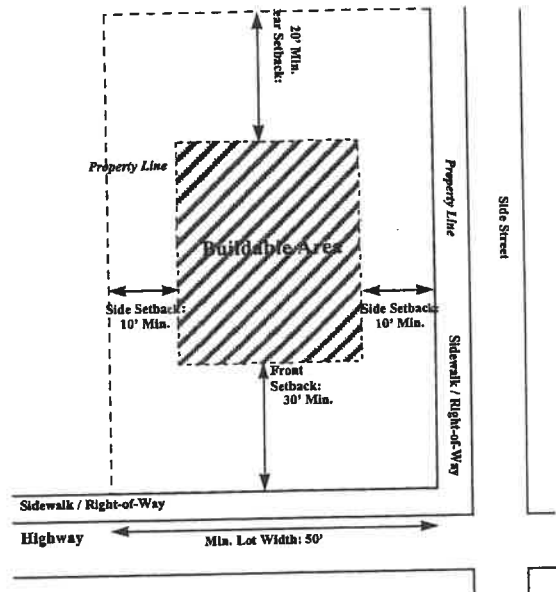 20' Min.
ear Setback:
Property Line
Property Line
Side Street
Buildable Area
Side Setback:
10' Min.
Side Setback:
10' Min.
Front
Setback:
30' Min.
Sidewalk / Right-of-Way
Sidewalk / Right-of-Way
Highway
Min. Lot Width: 50'